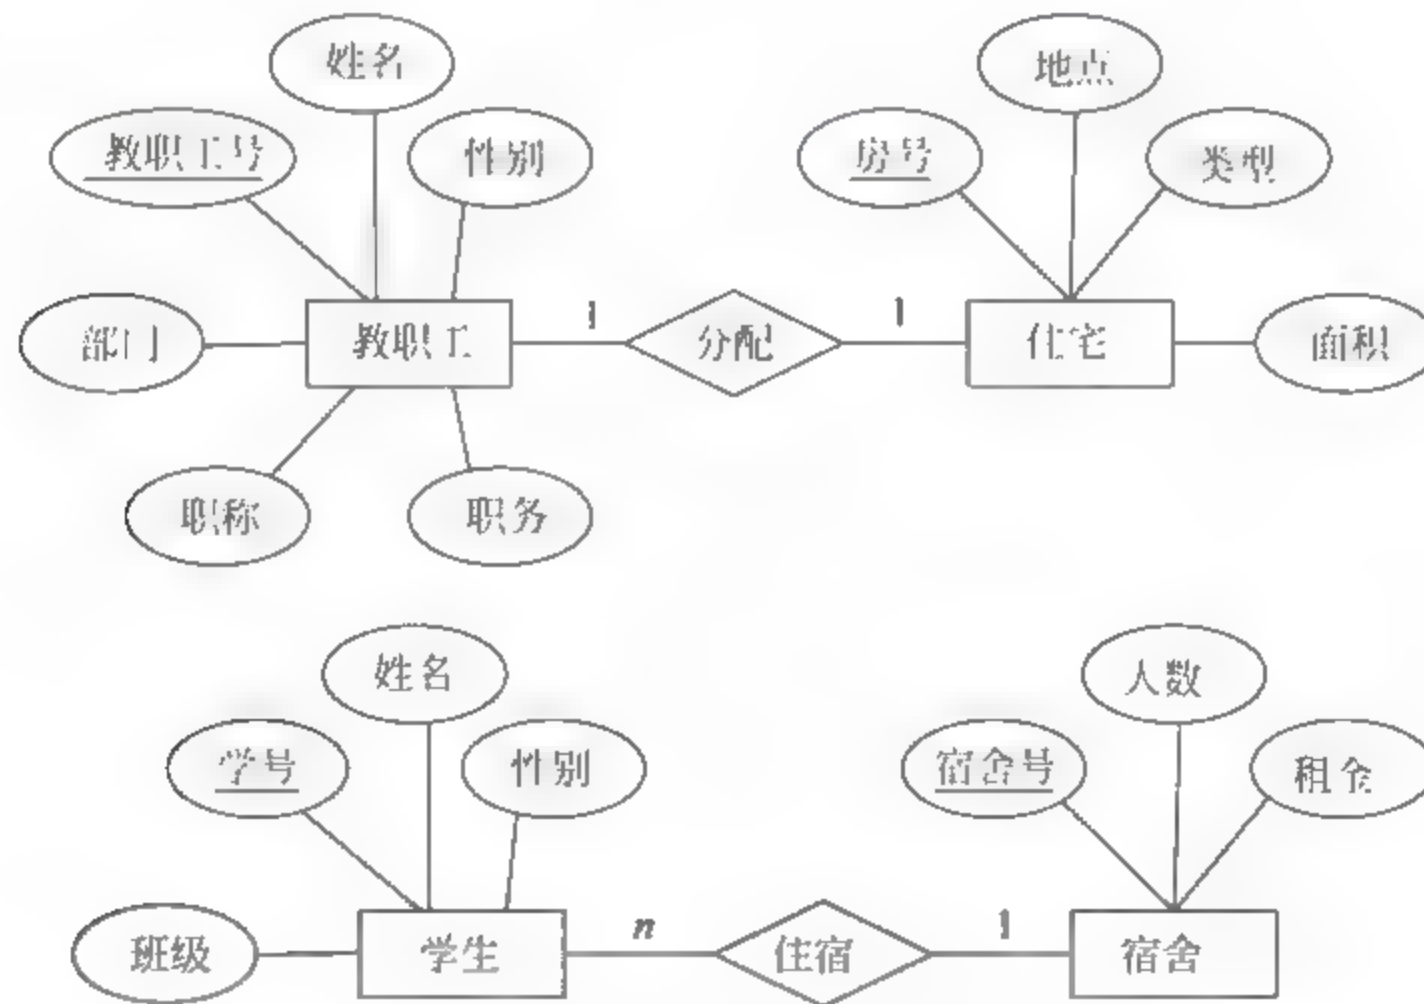 姓名
地点
教职工号
性别
房号
类型
部门
教职工
1
分配
1
住宅
面积
职称
职务
姓名
人数
学号
性别
宿舍号
租金
班级
学生
n
住宿
1
宿舍